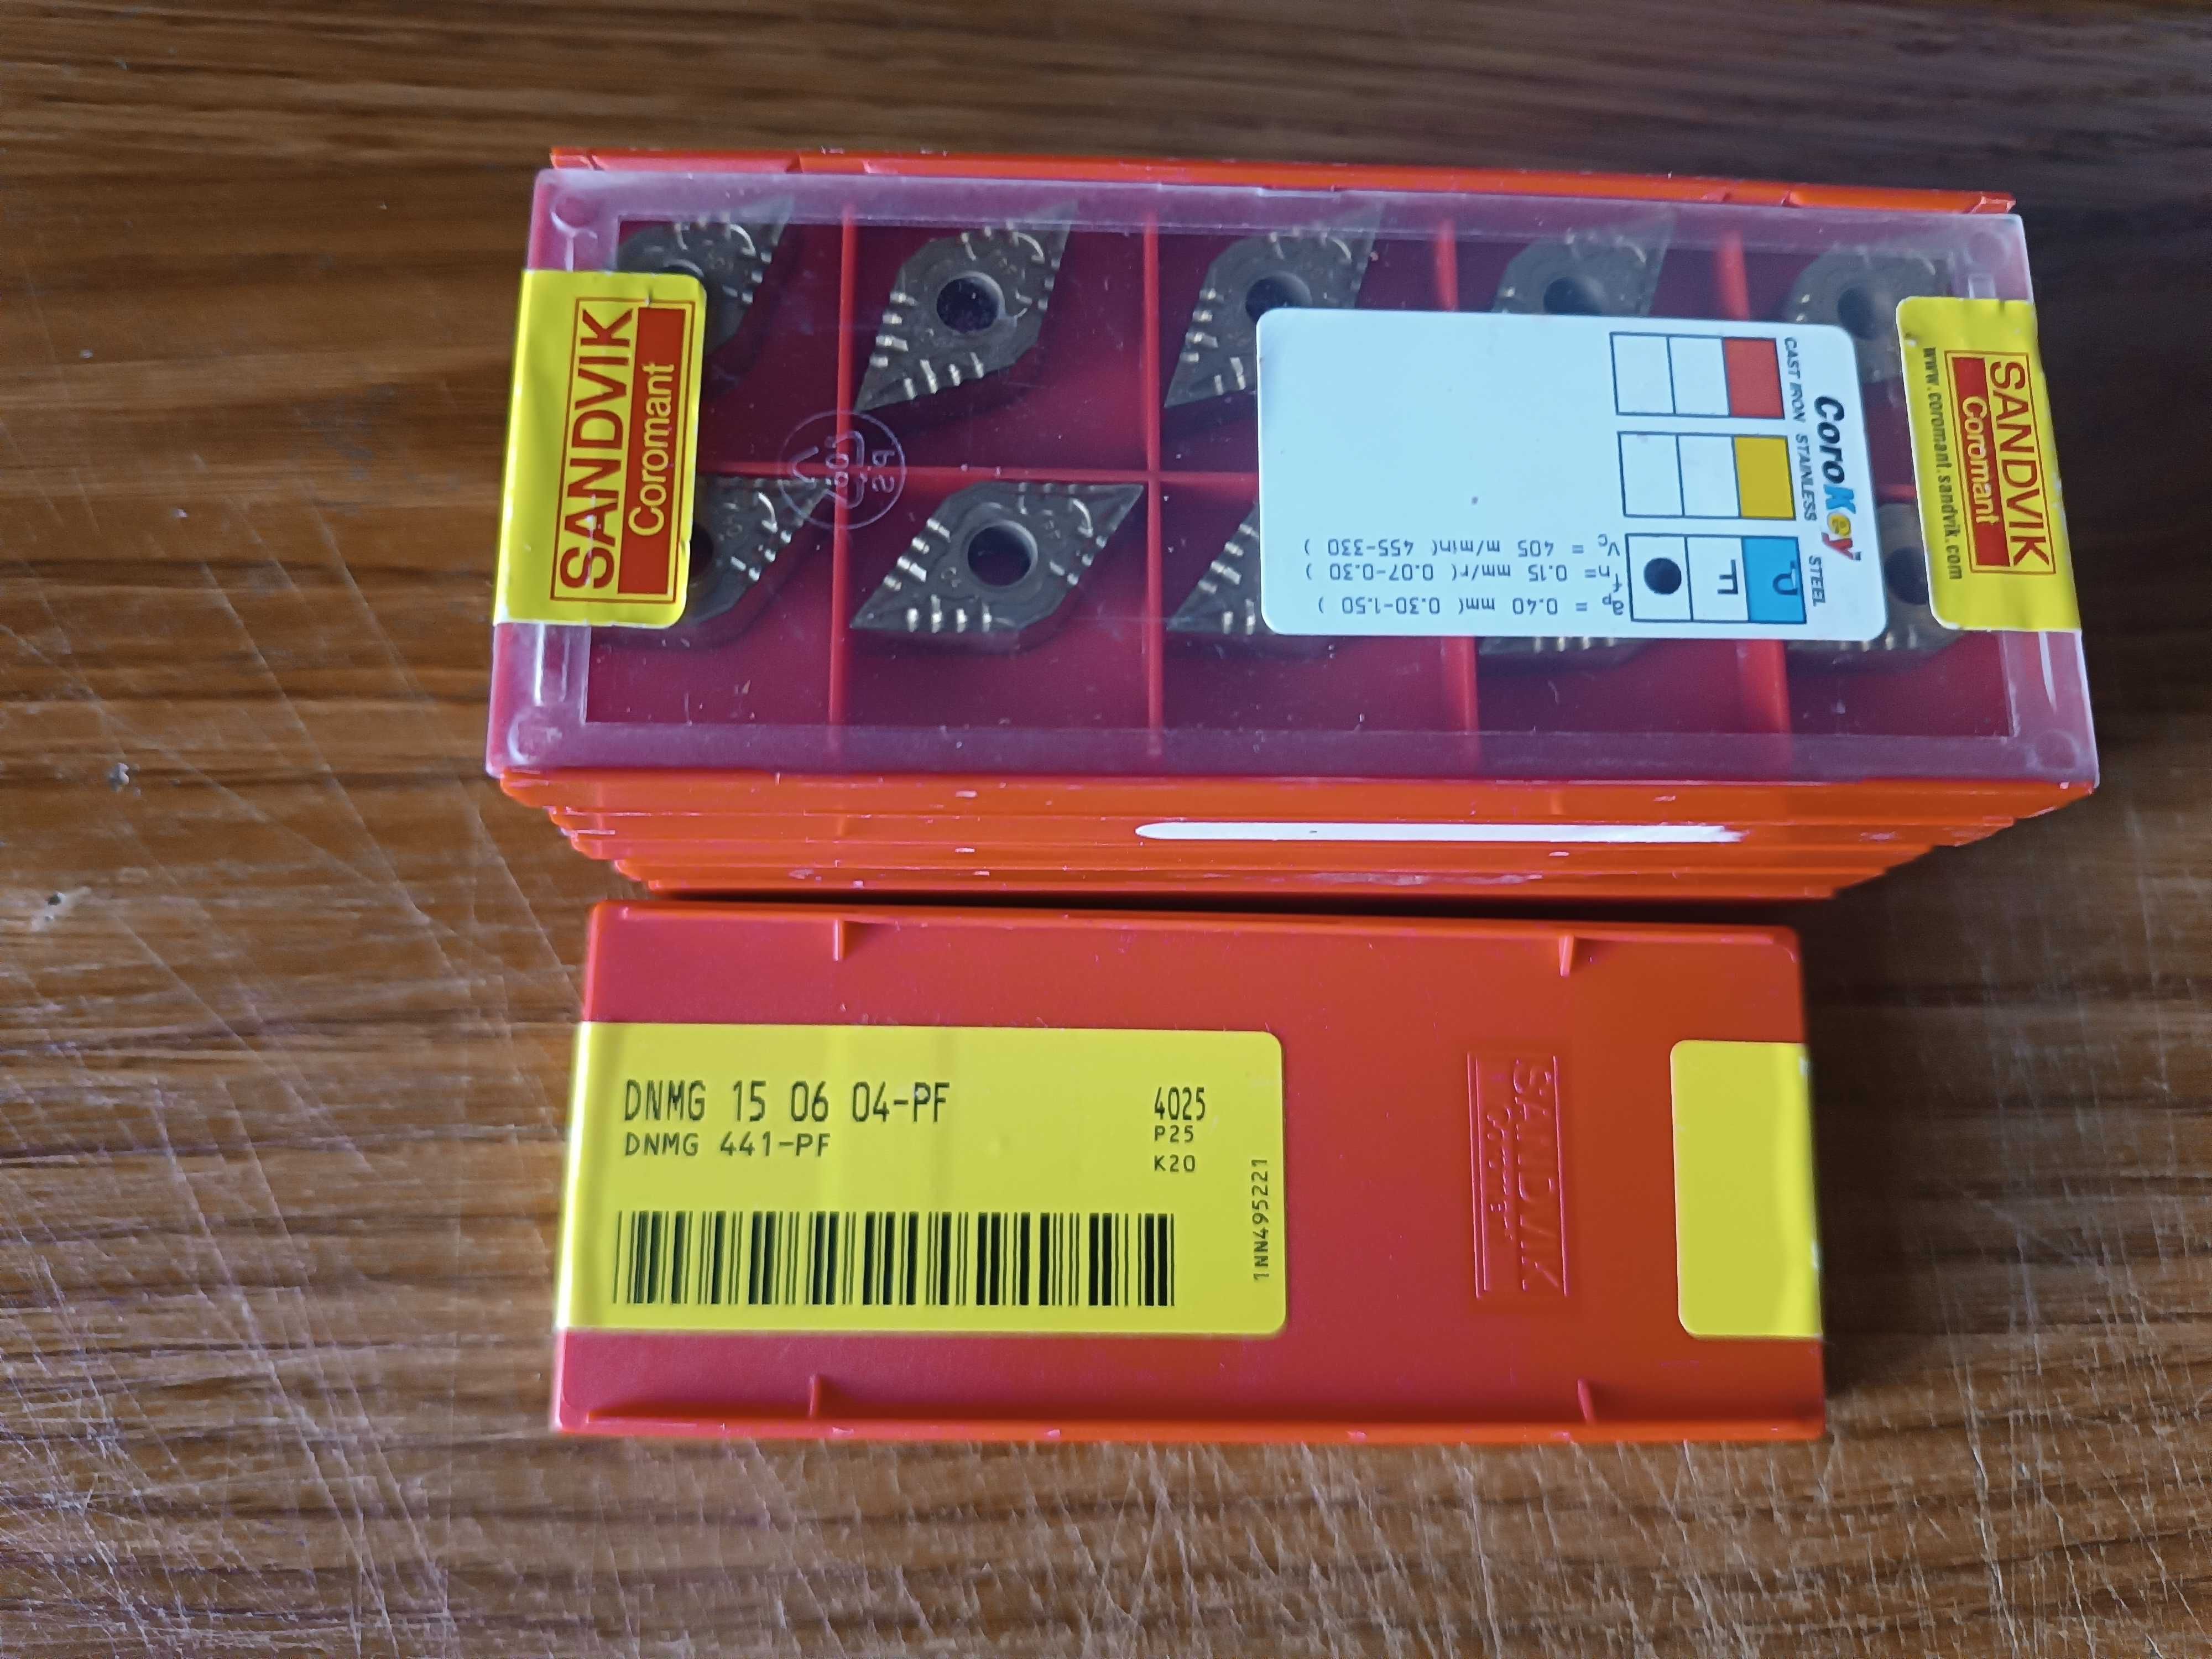 SANDVIK
Coromant
CoroKey
CAST IRON
STAINLESS
STEEL
P
F
ap = 0.40 mm( 0.30-1.50 )
fn= 0.15 mm/r( 0.07-0.30 )
vc = 405 m/min( 455-330 )
SANDVIK
Coromant
www.coromant.sandvik.com
DNMG 15 06 04-PF
DNMG 441-PF
4025
P25
K20
1NN495221
SANDVIK
Coromant